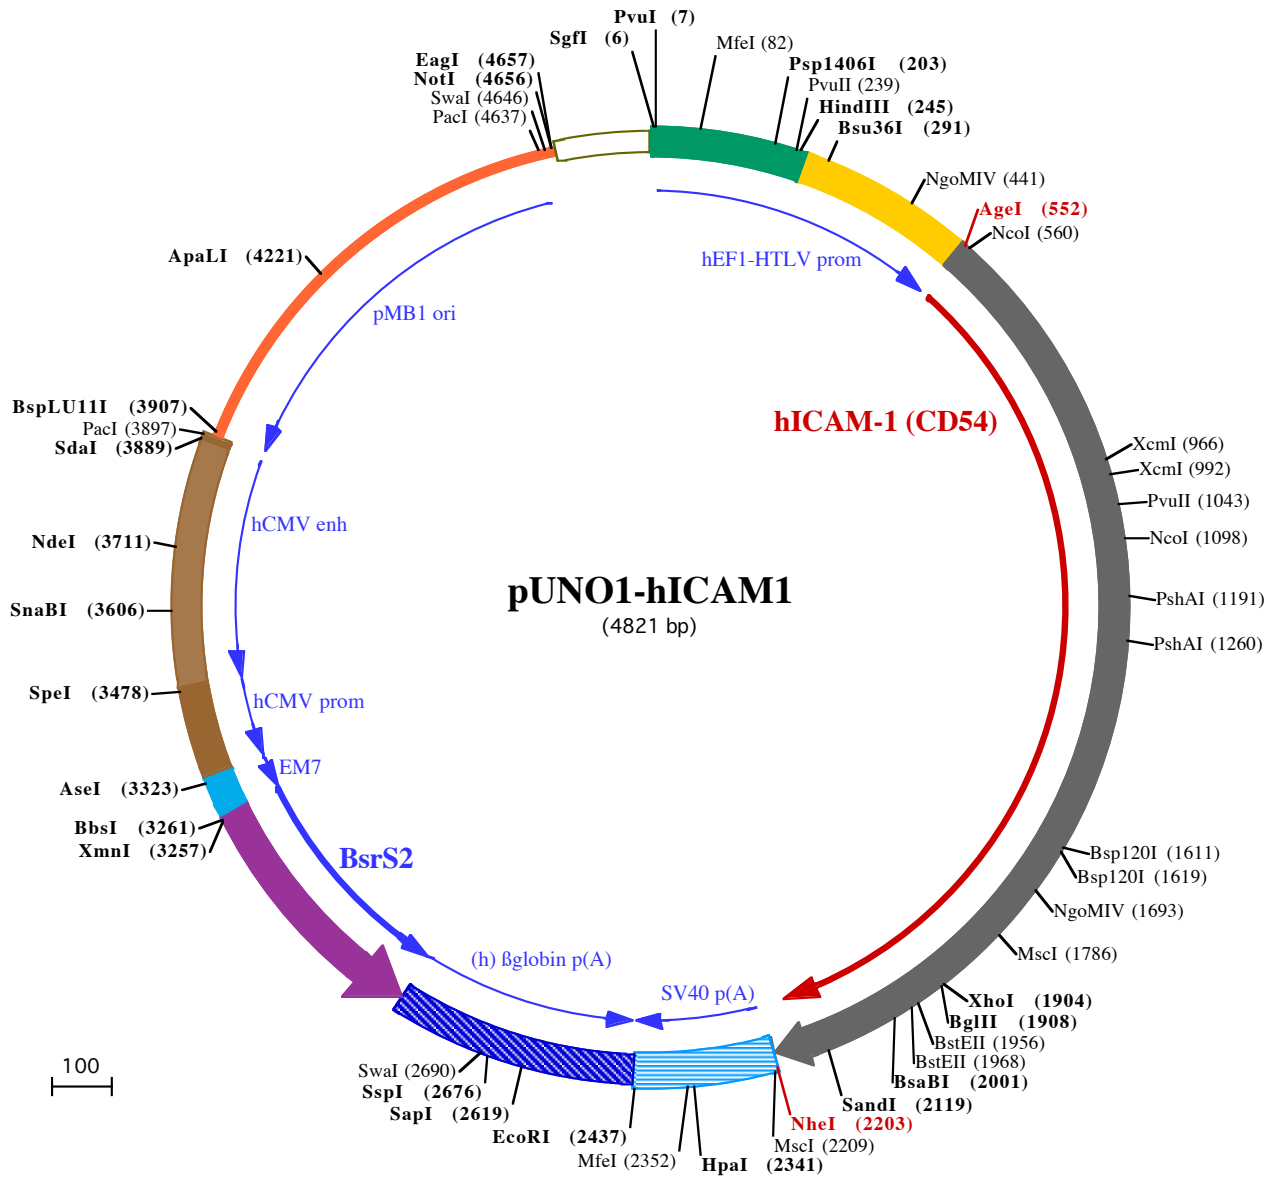 PvuI (7)
SgfI (6)
MfeI (82)
EagI (4657)
Psp1406I (203)
NotI (4656)
PvuII (239)
SwaI (4646)
HindIII (245)
PacI (4637)
Bsu36I (291)
NgoMIV (441)
AgeI (552)
NcoI (560)
ApaLI (4221)
hEF1-HTLV prom
pMB1 ori
BspLU11I (3907)
PacI (3897)
SdaI (3889)
hICAM-1 (CD54)
XcmI (966)
XcmI (992)
PvuII (1043)
hCMV enh
NcoI (1098)
NdeI (3711)
pUNO1-hICAM1
(4821 bp)
PshAI (1191)
SnaBI (3606)
PshAI (1260)
SpeI (3478)
hCMV prom
EM7
AseI (3323)
BbsI (3261)
XmnI (3257)
BsrS2
Bsp120I (1611)
Bsp120I (1619)
NgoMIV (1693)
MscI (1786)
(h) ßglobin p(A)
SV40 p(A)
XhoI (1904)
BglII (1908)
BstEII (1956)
BstEII (1968)
BsaBI (2001)
SandI (2119)
NheI (2203)
MscI (2209)
HpaI (2341)
MfeI (2352)
EcoRI (2437)
SapI (2619)
SspI (2676)
SwaI (2690)
100